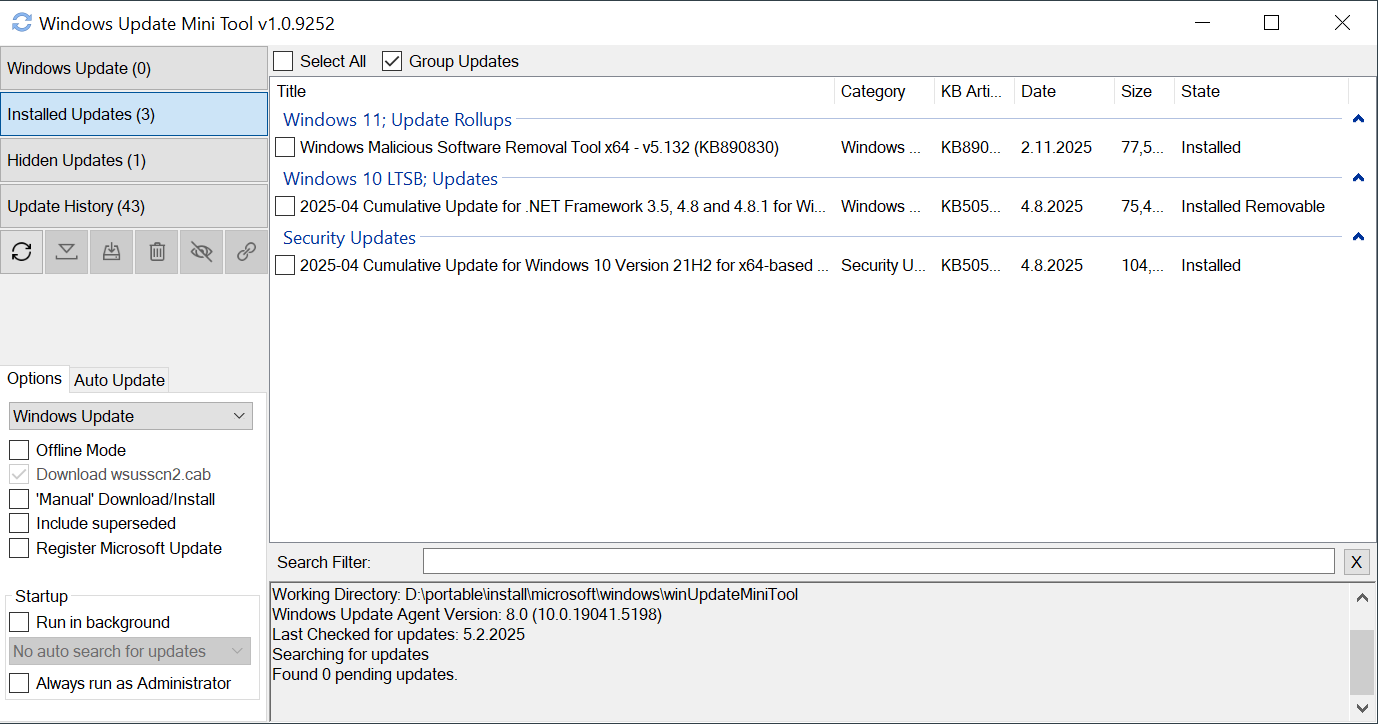 Windows Update Mini Tool v1.0.9252
Windows Update (0)
Installed Updates (3)
Hidden Updates (1)
Update History (43)
Options
Auto Update
Windows Update
Offline Mode
Download wsusscn2.cab
'Manual' Download/Install
Include superseded
Register Microsoft Update
Startup
Run in background
No auto search for updates
Always run as Administrator
Select All
Group Updates
Title Category KB Arti... Date Size State
Windows 11; Update Rollups
Windows Malicious Software Removal Tool x64 - v5.132 (KB890830) Windows ... KB890... 2.11.2025 77,5... Installed
Windows 10 LTSB; Updates
2025-04 Cumulative Update for .NET Framework 3.5, 4.8 and 4.8.1 for Wi... Windows ... KB505... 4.8.2025 75,4... Installed Removable
Security Updates
2025-04 Cumulative Update for Windows 10 Version 21H2 for x64-based ... Security U... KB505... 4.8.2025 104,... Installed
Search Filter:
X
Working Directory: D:\portable\install\microsoft\windows\winUpdateMiniTool
Windows Update Agent Version: 8.0 (10.0.19041.5198)
Last Checked for updates: 5.2.2025
Searching for updates
Found 0 pending updates.